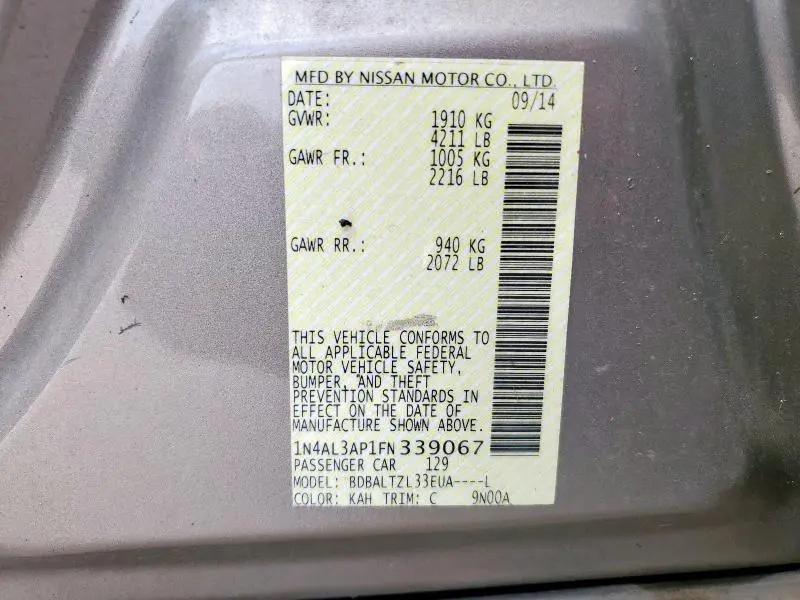 MFD BY NISSAN MOTOR CO., LTD.
DATE: 09/14
GVWR: 1910 KG
4211 LB
GAWR FR.: 1005 KG
2216 LB
GAWR RR.: 940 KG
2072 LB
THIS VEHICLE CONFORMS TO
ALL APPLICABLE FEDERAL
MOTOR VEHICLE SAFETY,
BUMPER, AND THEFT
PREVENTION STANDARDS IN
EFFECT ON THE DATE OF
MANUFACTURE SHOWN ABOVE.
1N4AL3AP1FN339067
PASSENGER CAR 129
MODEL: BDBALTZL33EUA----L
COLOR: KAH TRIM: C 9N00A